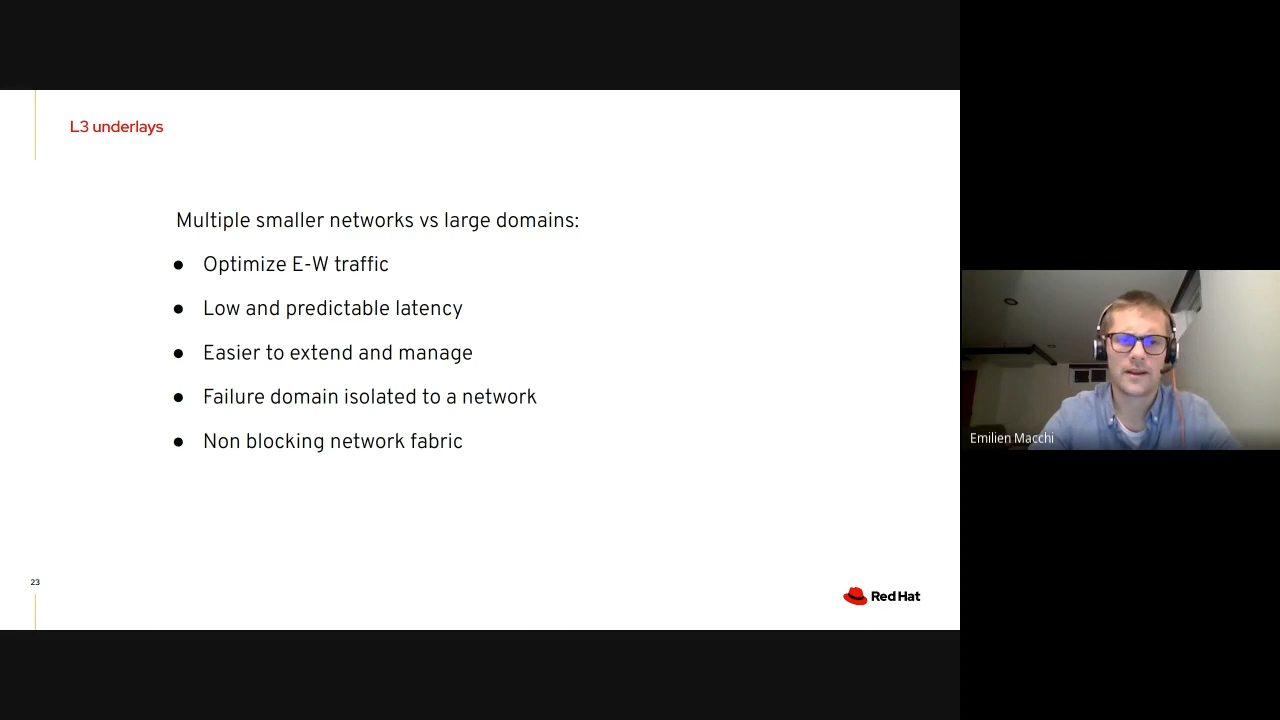 L3 underlays
Multiple smaller networks vs large domains:
● Optimize E-W traffic
● Low and predictable latency
● Easier to extend and manage
● Failure domain isolated to a network
● Non blocking network fabric
23
Red Hat
Emilien Macchi